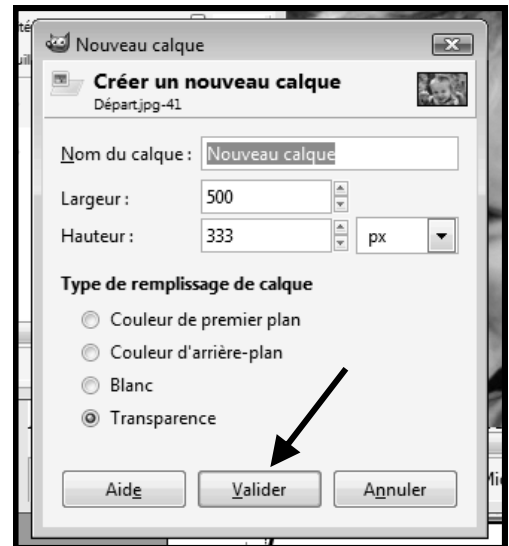 Nouveau calque
Créer un nouveau calque
Départ.jpg-41
Nom du calque : Nouveau calque
Largeur : 500
Hauteur : 333 px
Type de remplissage de calque
Couleur de premier plan
Couleur d'arrière-plan
Blanc
Transparence
Aide Valider Annuler